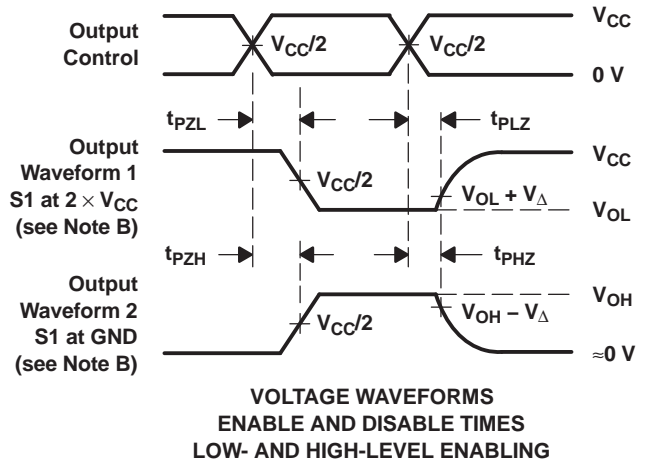 Output
Control
V_CC/2
V_CC/2
V_CC
0 V
t_PZL
t_PLZ
Output
Waveform 1
S1 at 2 × V_CC
(see Note B)
V_CC/2
V_OL + V_Δ
V_CC
V_OL
t_PZH
t_PHZ
Output
Waveform 2
S1 at GND
(see Note B)
V_CC/2
V_OH − V_Δ
V_OH
≈0 V
VOLTAGE WAVEFORMS
ENABLE AND DISABLE TIMES
LOW- AND HIGH-LEVEL ENABLING